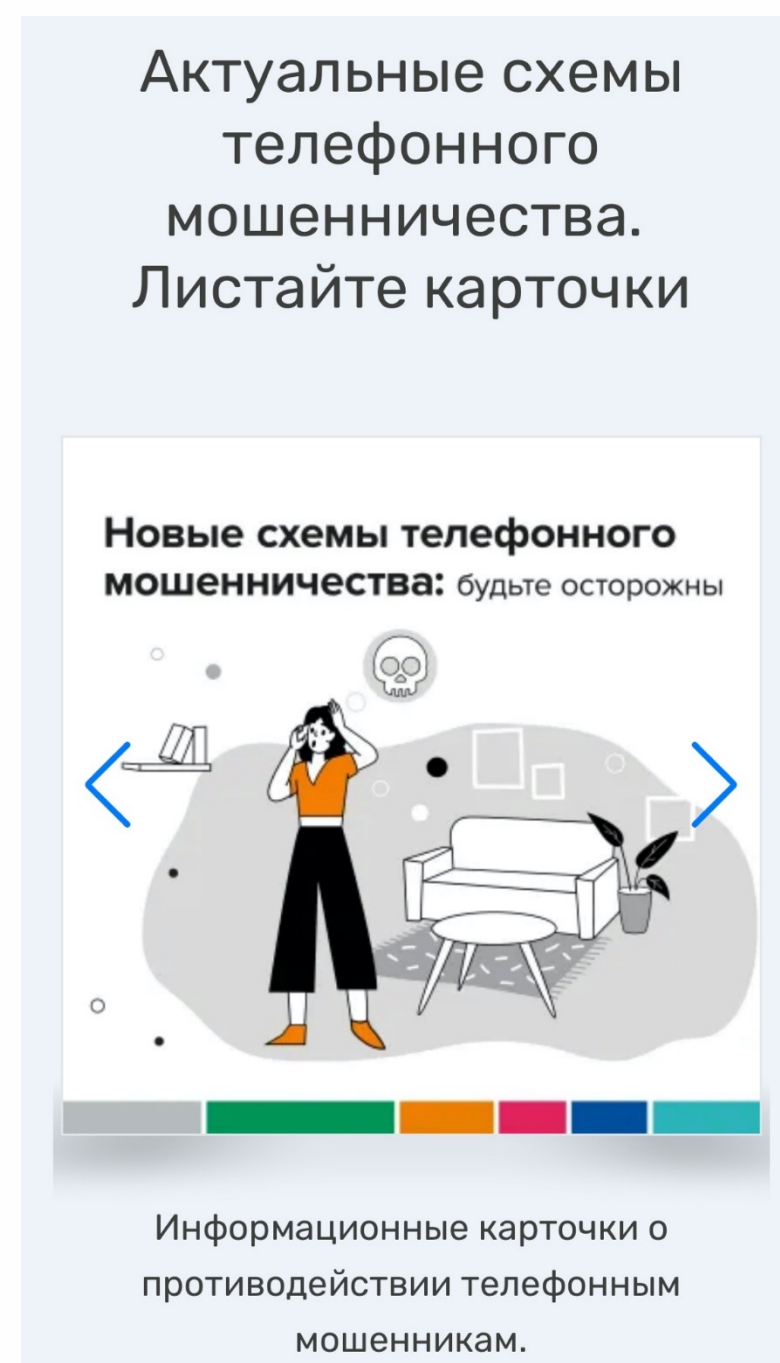 Актуальные схемы
телефонного
мошенничества.
Листайте карточки
Новые схемы телефонного
мошенничества: будьте осторожны
Информационные карточки о
противодействии телефонным
мошенникам.